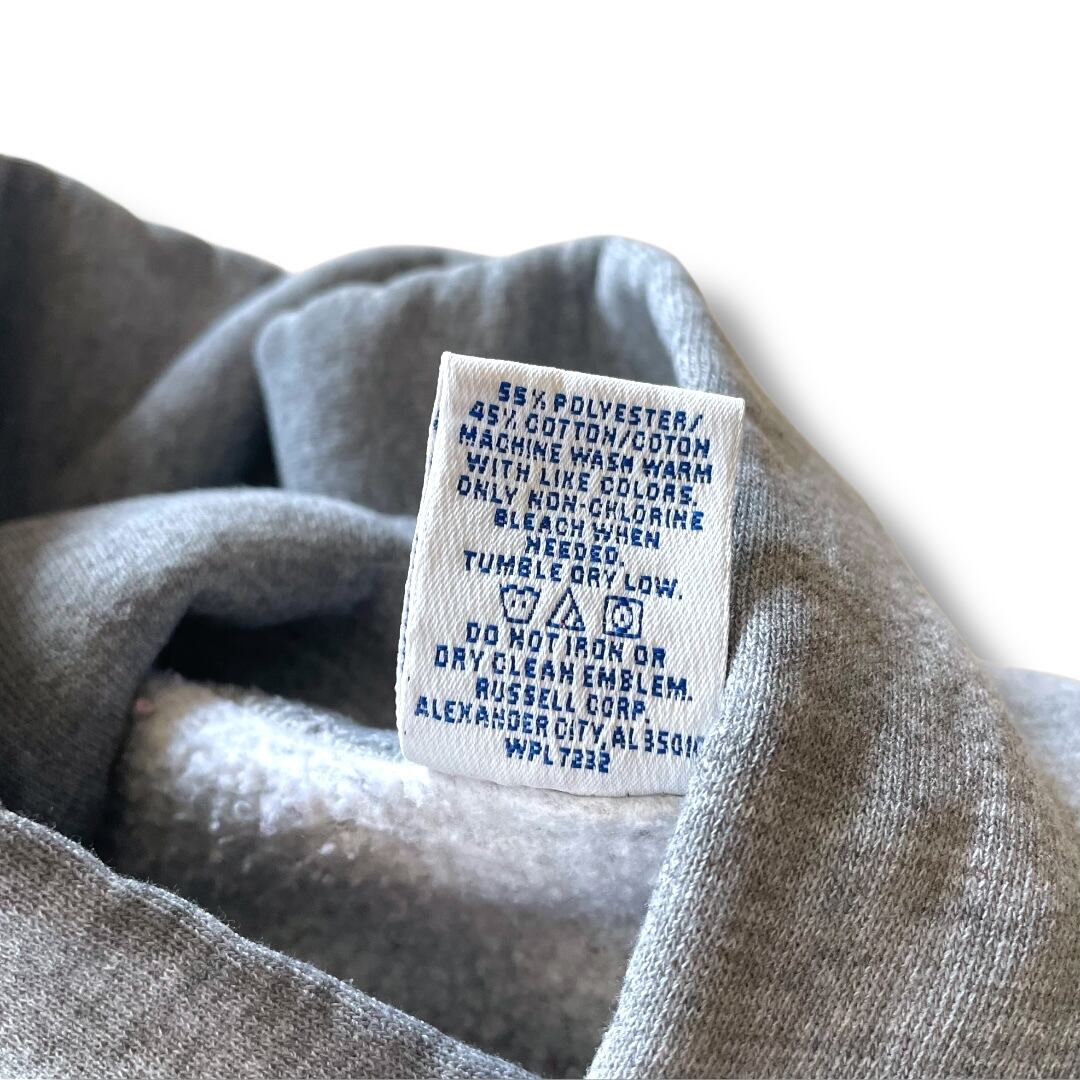 55% POLYESTER/
45% COTTON/COTON
MACHINE WASH WARM
WITH LIKE COLORS.
ONLY NON-CHLORINE
BLEACH WHEN
NEEDED.
TUMBLE DRY LOW.
DO NOT IRON OR
DRY CLEAN EMBLEM.
RUSSELL CORP.
ALEXANDER CITY, AL 35010
WPL 7232